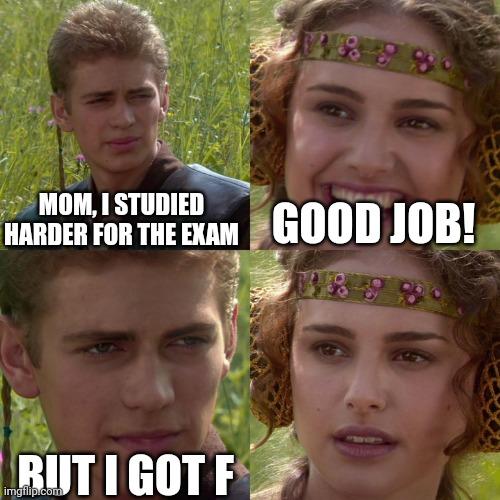 MOM, I STUDIED
HARDER FOR THE EXAM
GOOD JOB!
BUT I GOT F
imgflip.com